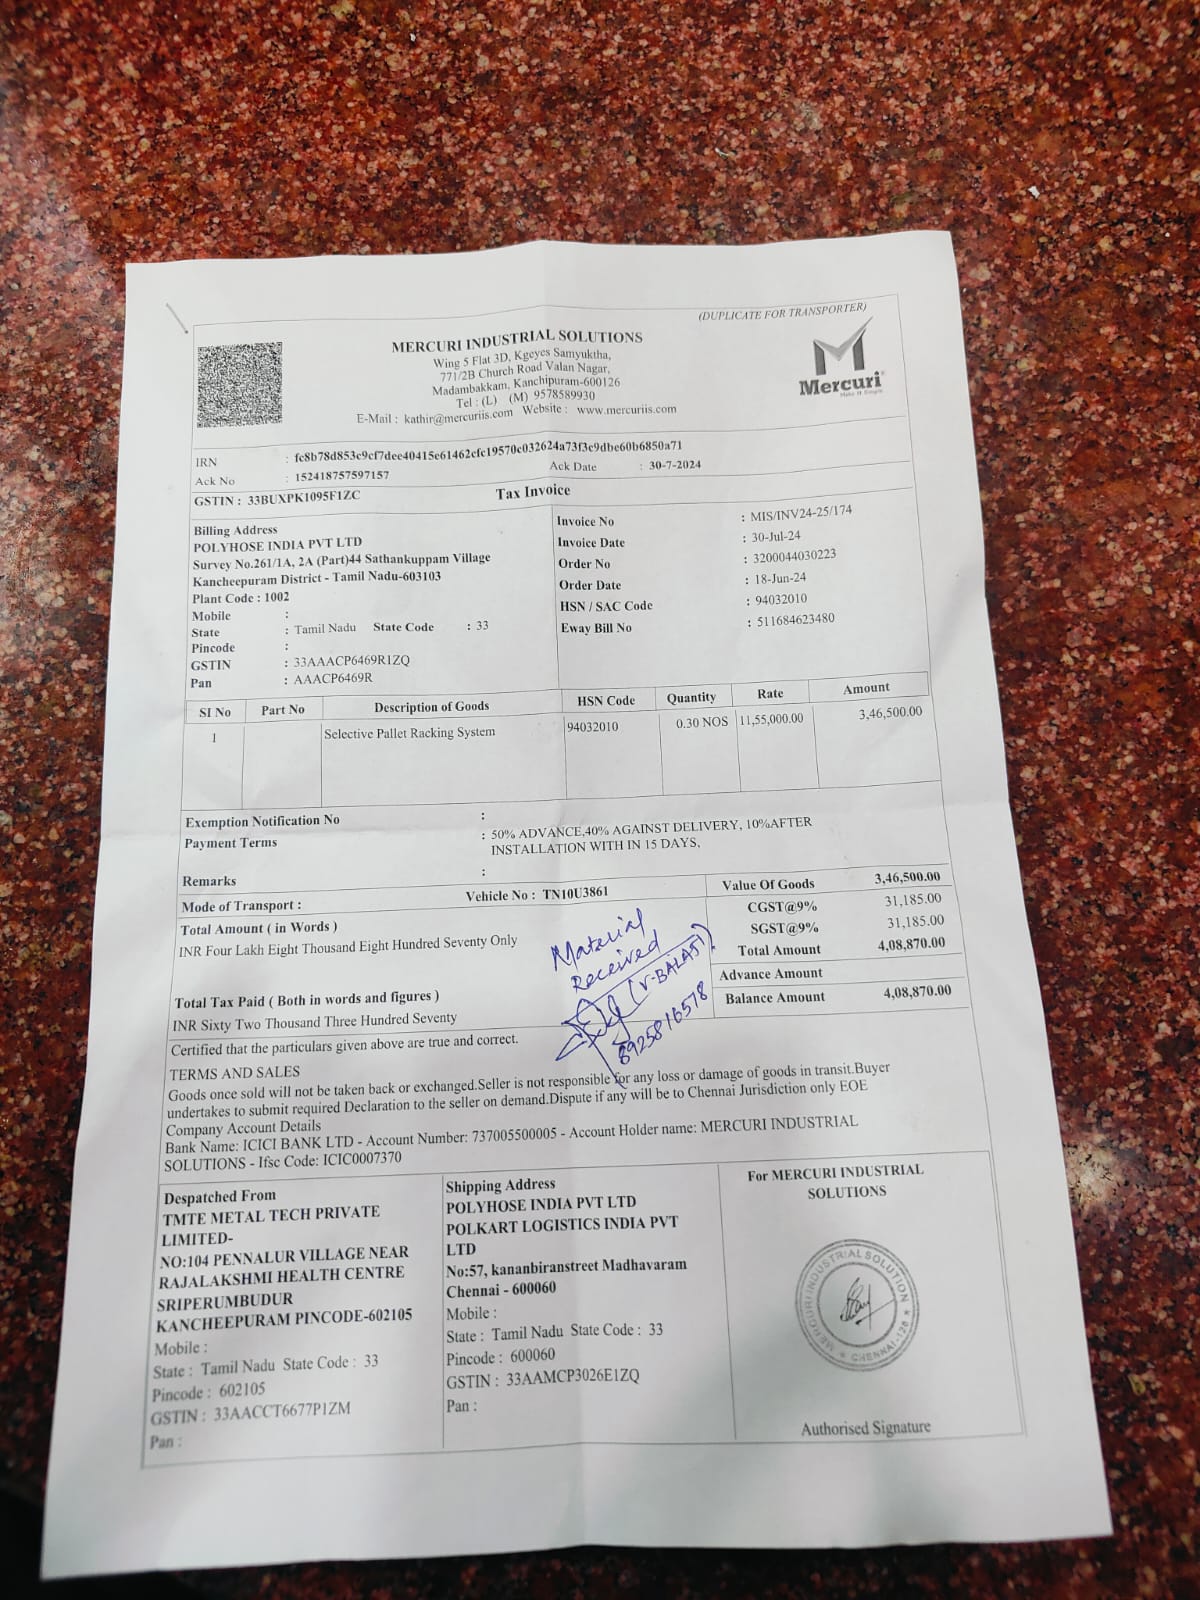 (DUPLICATE FOR TRANSPORTER)
MERCURI INDUSTRIAL SOLUTIONS
Wing 5 Flat 3D, Kgeyes Samyuktha,
771/2B Church Road Valan Nagar,
Madambakkam, Kanchipuram-600126
Tel : (L) (M) 9578589930
E-Mail : kathir@mercuriis.com Website : www.mercuriis.com
Mercuri
IRN : fc8b78d853c9cf7dee40415e61462cfc19570c032624a73f3c9dbe60b6850a71
Ack No : 152418757597157 Ack Date : 30-7-2024
GSTIN : 33BUXPK1095F1ZC Tax Invoice
Billing Address
POLYHOSE INDIA PVT LTD
Survey No.261/1A, 2A (Part)44 Sathankuppam Village
Kancheepuram District - Tamil Nadu-603103
Plant Code : 1002
Mobile :
State : Tamil Nadu State Code : 33
Pincode :
GSTIN : 33AAACP6469R1ZQ
Pan : AAACP6469R
Invoice No : MIS/INV24-25/174
Invoice Date : 30-Jul-24
Order No : 3200044030223
Order Date : 18-Jun-24
HSN / SAC Code : 94032010
Eway Bill No : 511684623480
SI No Part No Description of Goods HSN Code Quantity Rate Amount
1 Selective Pallet Racking System 94032010 0.30 NOS 11,55,000.00 3,46,500.00
Exemption Notification No :
Payment Terms : 50% ADVANCE,40% AGAINST DELIVERY, 10%AFTER
INSTALLATION WITH IN 15 DAYS,
Remarks :
Mode of Transport : Vehicle No : TN10U3861
Total Amount ( in Words )
INR Four Lakh Eight Thousand Eight Hundred Seventy Only
Total Tax Paid ( Both in words and figures )
INR Sixty Two Thousand Three Hundred Seventy
Value Of Goods 3,46,500.00
CGST@9% 31,185.00
SGST@9% 31,185.00
Total Amount 4,08,870.00
Advance Amount
Balance Amount 4,08,870.00
Material
Received
(V-BALAJI)
8925816578
Certified that the particulars given above are true and correct.
TERMS AND SALES
Goods once sold will not be taken back or exchanged.Seller is not responsible for any loss or damage of goods in transit.Buyer
undertakes to submit required Declaration to the seller on demand.Dispute if any will be to Chennai Jurisdiction only EOE
Company Account Details
Bank Name: ICICI BANK LTD - Account Number: 737005500005 - Account Holder name: MERCURI INDUSTRIAL
SOLUTIONS - Ifsc Code: ICIC0007370
Despatched From
TMTE METAL TECH PRIVATE
LIMITED-
NO:104 PENNALUR VILLAGE NEAR
RAJALAKSHMI HEALTH CENTRE
SRIPERUMBUDUR
KANCHEEPURAM PINCODE-602105
Mobile :
State : Tamil Nadu State Code : 33
Pincode : 602105
GSTIN : 33AACCT6677P1ZM
Pan :
Shipping Address
POLYHOSE INDIA PVT LTD
POLKART LOGISTICS INDIA PVT
LTD
No:57, kananbiranstreet Madhavaram
Chennai - 600060
Mobile :
State : Tamil Nadu State Code : 33
Pincode : 600060
GSTIN : 33AAMCP3026E1ZQ
Pan :
For MERCURI INDUSTRIAL
SOLUTIONS
MERCURI INDUSTRIAL SOLUTION
CHENNAI-126
Authorised Signature